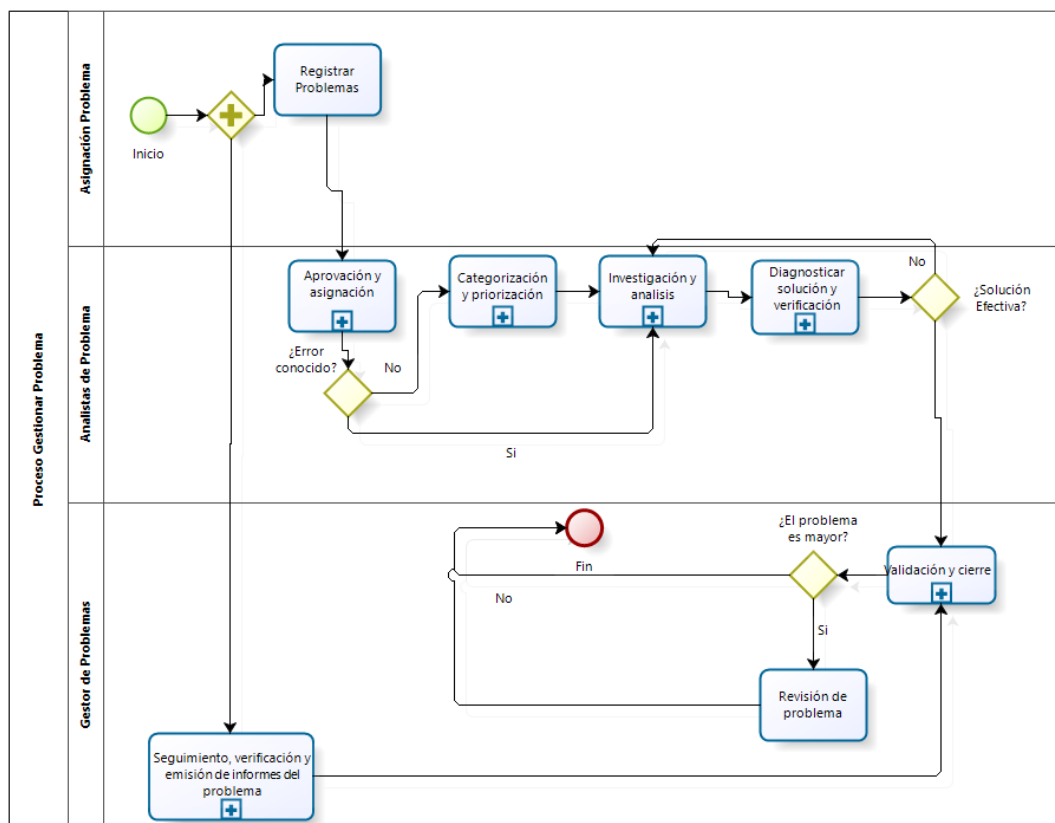 Proceso Gestionar Problema
Asignación Problema
Inicio
Registrar
Problemas
Analistas de Problema
Aprovación y
asignación
¿Error
conocido?
No
Si
Categorización
y priorización
Investigación y
analisis
Diagnosticar
solución y
verificación
No
¿Solución
Efectiva?
Gestor de Problemas
Fin
No
¿El problema
es mayor?
Si
Validación y cierre
Revisión de
problema
Seguimiento, verificación y
emisión de informes del
problema